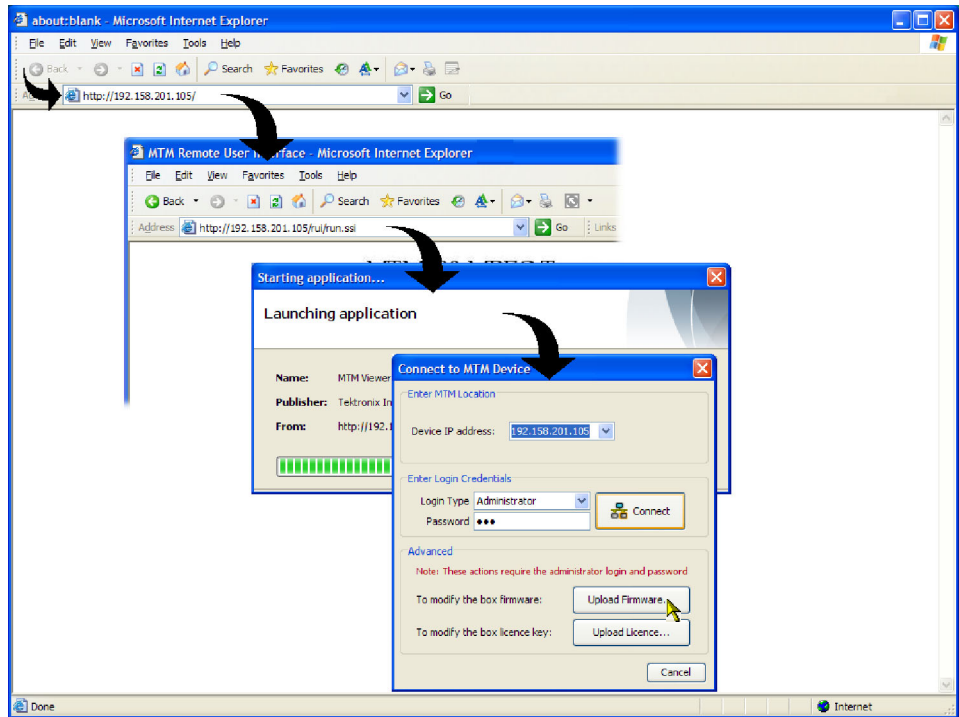 about:blank - Microsoft Internet Explorer
File Edit View Favorites Tools Help
Back Search Favorites
http://192.158.201.105/ Go
MTM Remote User Interface - Microsoft Internet Explorer
File Edit View Favorites Tools Help
Back Search Favorites
Address http://192.158.201.105/rui/run.ssi Go Links
Starting application...
Launching application
Name: MTM Viewer
Publisher: Tektronix In
From: http://192.1
Connect to MTM Device
Enter MTM Location
Device IP address: 192.158.201.105
Enter Login Credentials
Login Type Administrator
Password ●●●
Connect
Advanced
Note: These actions require the administrator login and password
To modify the box firmware: Upload Firmware...
To modify the box licence key: Upload Licence...
Cancel
Done Internet